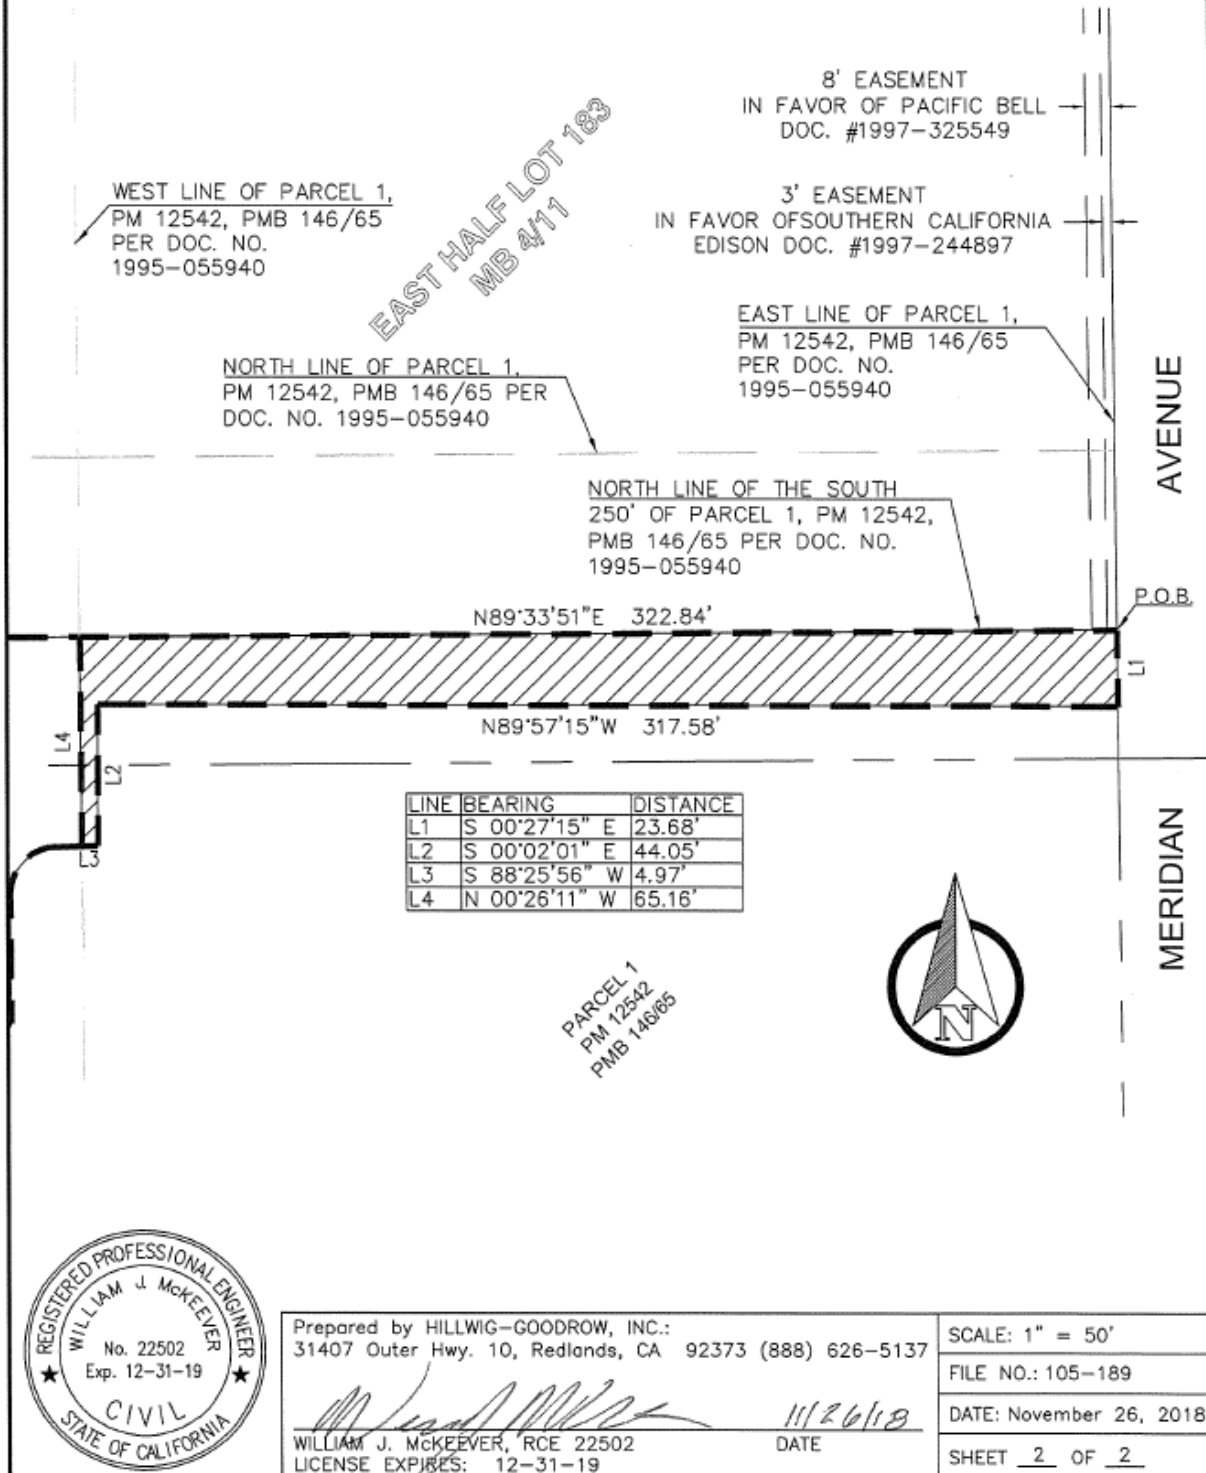 8' EASEMENT
IN FAVOR OF PACIFIC BELL
DOC. #1997-325549
EAST HALF LOT 183
MB 4/11
WEST LINE OF PARCEL 1,
PM 12542, PMB 146/65
PER DOC. NO.
1995-055940
3' EASEMENT
IN FAVOR OFSOUTHERN CALIFORNIA
EDISON DOC. #1997-244897
EAST LINE OF PARCEL 1,
PM 12542, PMB 146/65
PER DOC. NO.
1995-055940
NORTH LINE OF PARCEL 1,
PM 12542, PMB 146/65 PER
DOC. NO. 1995-055940
AVENUE
NORTH LINE OF THE SOUTH
250' OF PARCEL 1, PM 12542,
PMB 146/65 PER DOC. NO.
1995-055940
P.O.B.
N89°33'51"E 322.84'
L1
N89°57'15"W 317.58'
L4
L2
L3
LINE BEARING DISTANCE
L1 S 00°27'15" E 23.68'
L2 S 00°02'01" E 44.05'
L3 S 88°25'56" W 4.97'
L4 N 00°26'11" W 65.16'
MERIDIAN
PARCEL 1
PM 12542
PMB 146/65
N
REGISTERED PROFESSIONAL ENGINEER
WILLIAM J. McKEEVER
No. 22502
Exp. 12-31-19
CIVIL
STATE OF CALIFORNIA
Prepared by HILLWIG-GOODROW, INC.:
31407 Outer Hwy. 10, Redlands, CA 92373 (888) 626-5137
11/26/18
WILLIAM J. McKEEVER, RCE 22502 DATE
LICENSE EXPIRES: 12-31-19
SCALE: 1" = 50'
FILE NO.: 105-189
DATE: November 26, 2018
SHEET 2 OF 2